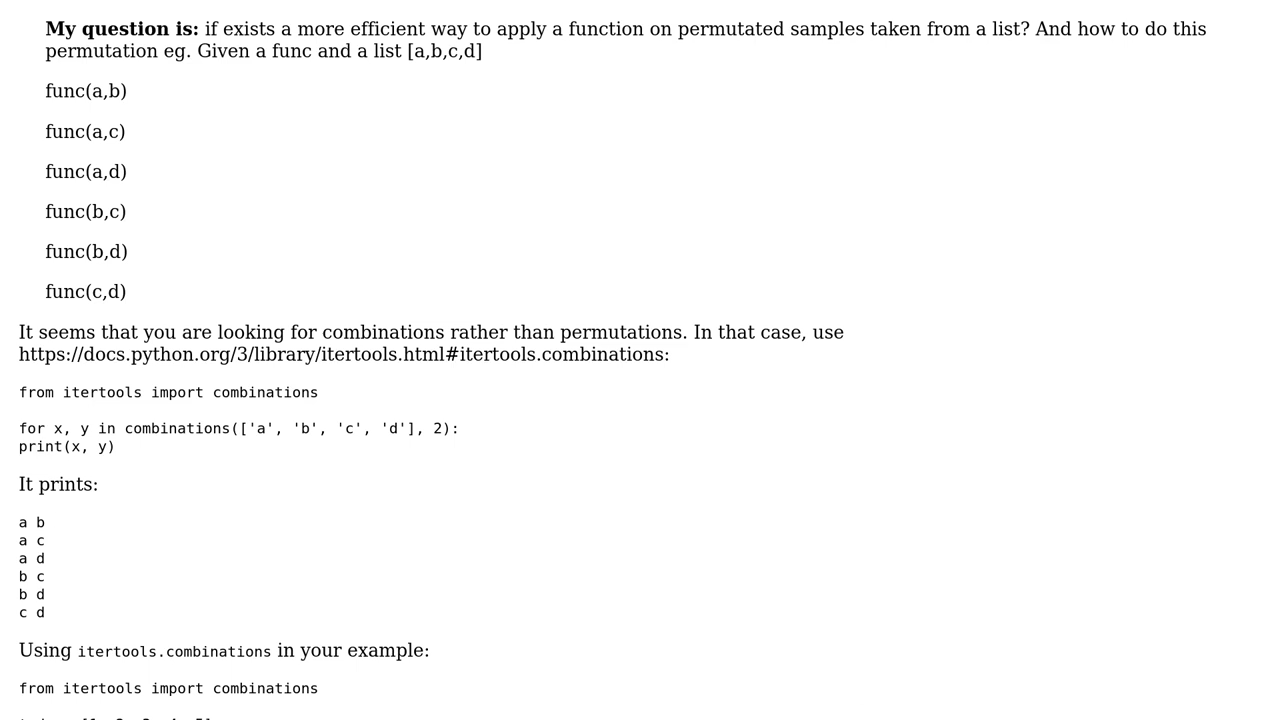 My question is: if exists a more efficient way to apply a function on permutated samples taken from a list? And how to do this
permutation eg. Given a func and a list [a,b,c,d]
func(a,b)
func(a,c)
func(a,d)
func(b,c)
func(b,d)
func(c,d)
It seems that you are looking for combinations rather than permutations. In that case, use
https://docs.python.org/3/library/itertools.html#itertools.combinations:
from itertools import combinations
for x, y in combinations(['a', 'b', 'c', 'd'], 2):
print(x, y)
It prints:
a b
a c
a d
b c
b d
c d
Using itertools.combinations in your example:
from itertools import combinations